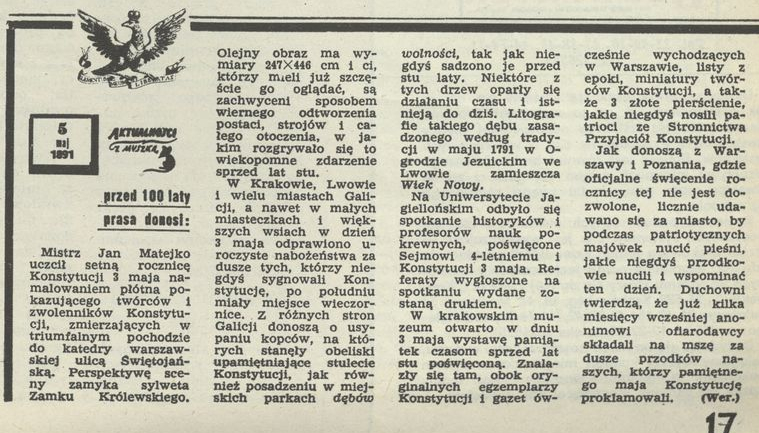 5
maj
1891
AKTUALNOŚCI
Z MUSZKĄ
3
przed 100 laty
prasa donosi:
Mistrz Jan Matejko
uczcił setną rocznicę
Konstytucji 3 maja na-
malowaniem płótna po-
kazującego twórców i
zwolenników Konstytu-
cji, zmierzających w
triumfalnym pochodzie
do katedry warszaw-
skiej ulicą Świętojań-
ską. Perspektywę sce-
ny zamyka sylweta
Zamku Królewskiego.
Olejny obraz ma wy-
miary 247×446 cm i ci,
którzy mieli już szczę-
ście go oglądać, są
zachwyceni sposobem
wiernego odtworzenia
postaci, strojów i ca-
łego otoczenia, w ja-
kim rozgrywało się to
wiekopomne zdarzenie
sprzed lat stu.
W Krakowie, Lwowie
i wielu miastach Gali-
cji, a nawet w małych
miasteczkach i więk-
szych wsiach w dzień
3 maja odprawiono u-
roczyste nabożeństwa za
dusze tych, którzy nie-
gdyś sygnowali Kon-
stytucję, po południu
miały miejsce wieczor-
nice. Z różnych stron
Galicji donoszą o usy-
paniu kopców, na któ-
rych stanęły obeliski
upamiętniające stulecie
Konstytucji, jak rów-
nież posadzeniu w miej-
skich parkach dębów
wolności, tak jak nie-
gdyś sadzono je przed
stu laty. Niektóre z
tych drzew oparły się
działaniu czasu i ist-
nieją do dziś. Litogra-
fie takiego dębu zasa-
dzonego według trady-
cji w maju 1791 w O-
grodzie Jezuickim we
Lwowie zamieszcza
Wiek Nowy.
Na Uniwersytecie Ja-
giellońskim odbyło się
spotkanie historyków i
profesorów nauk po-
krewnych, poświęcone
Sejmowi 4-letniemu i
Konstytucji 3 maja. Re-
feraty wygłoszone na
spotkaniu wydane zo-
staną drukiem.
W krakowskim mu-
zeum otwarto w dniu
3 maja wystawę pamią-
tek czasom sprzed lat
stu poświęconą. Znala-
zły się tam, obok ory-
ginalnych egzemplarzy
Konstytucji i gazet ów-
cześnie wychodzących
w Warszawie, listy z
epoki, miniatury twór-
ców Konstytucji, a tak-
że 3 złote pierścienie,
jakie niegdyś nosili pa-
trioci ze Stronnictwa
Przyjaciół Konstytucji.
Jak donoszą z War-
szawy i Poznania, gdzie
oficjalne święcenie ro-
cznicy tej nie jest do-
zwolone, licznie uda-
wano się za miasto, by
podczas patriotycznych
majówek nucić pieśni,
jakie niegdyś przodko-
wie nucili i wspominać
ten dzień. Duchowni
twierdzą, że już kilka
miesięcy wcześniej ano-
nimowi ofiarodawcy
składali na mszę za
dusze przodków na-
szych, którzy pamiętne-
go maja Konstytucję
proklamowali. (Wer.)
17